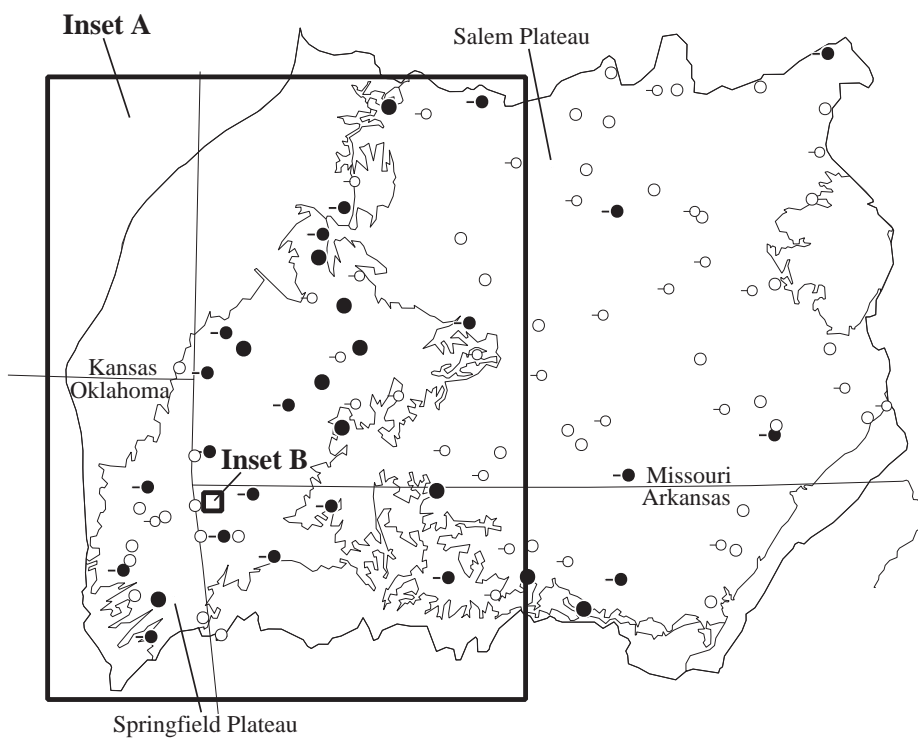 Inset A
Salem Plateau
Kansas
Oklahoma
Inset B
Missouri
Arkansas
Springfield Plateau